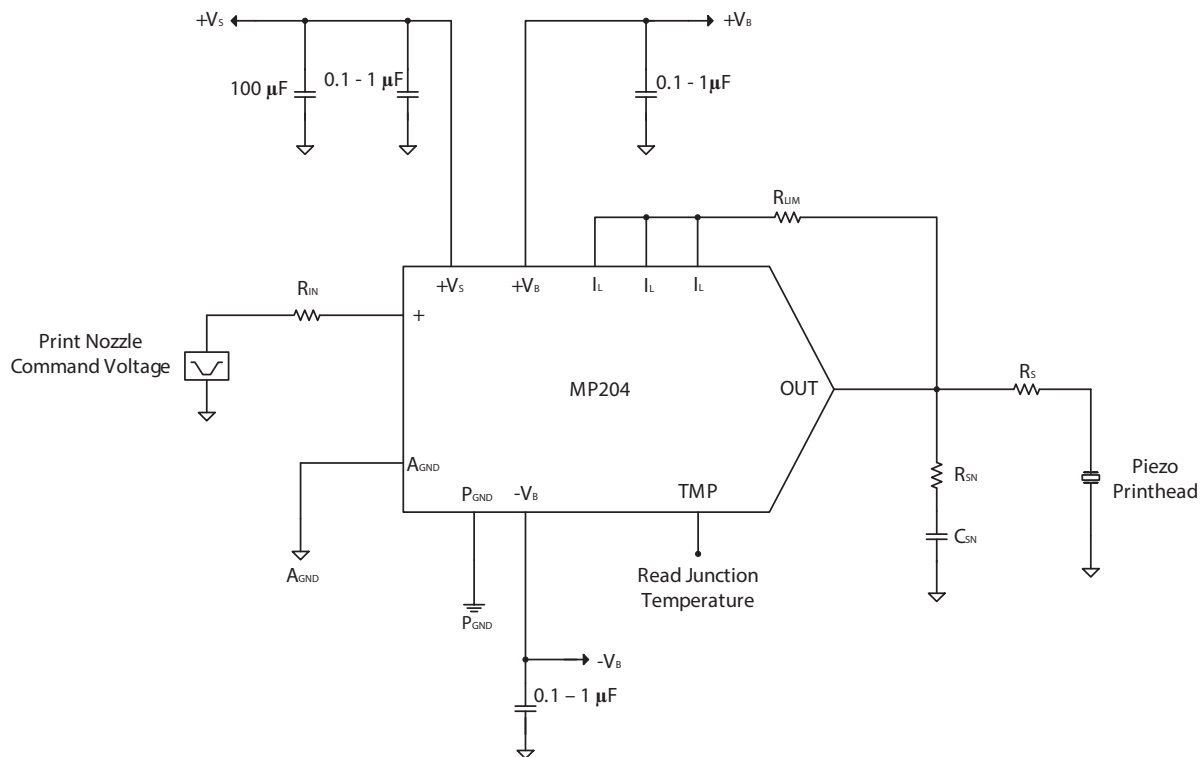 +VS
+VB
100 μF
0.1 - 1 μF
0.1 - 1μF
RLIM
+VS
+VB
IL
IL
IL
RIN
+
Print Nozzle
Command Voltage
MP204
OUT
RS
AGND
PGND
-VB
TMP
RSN
Piezo
Printhead
CSN
AGND
Read Junction
Temperature
PGND
-VB
0.1 – 1 μF